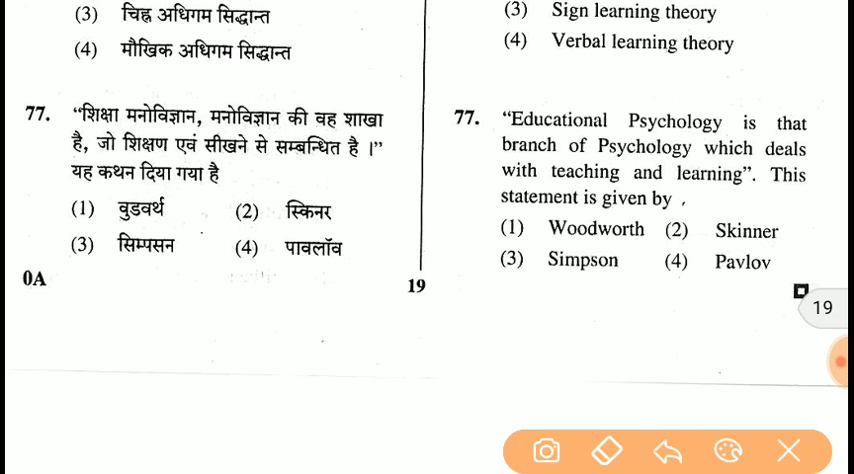 (3) चिह्न अधिगम सिद्धान्त
(4) मौखिक अधिगम सिद्धान्त
77. “शिक्षा मनोविज्ञान, मनोविज्ञान की वह शाखा
है, जो शिक्षण एवं सीखने से सम्बन्धित है ।”
यह कथन दिया गया है
(1) वुडवर्थ (2) स्किनर
(3) सिम्पसन (4) पावलॉव
0A
19
(3) Sign learning theory
(4) Verbal learning theory
77. “Educational Psychology is that
branch of Psychology which deals
with teaching and learning”. This
statement is given by
(1) Woodworth (2) Skinner
(3) Simpson (4) Pavlov
19